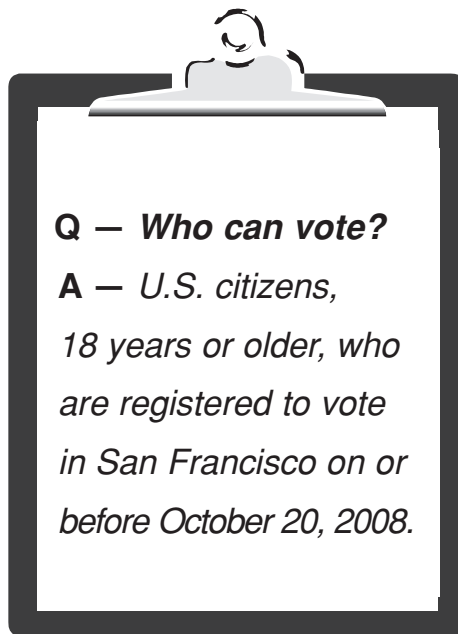 Q — Who can vote?
A — U.S. citizens,
18 years or older, who
are registered to vote
in San Francisco on or
before October 20, 2008.